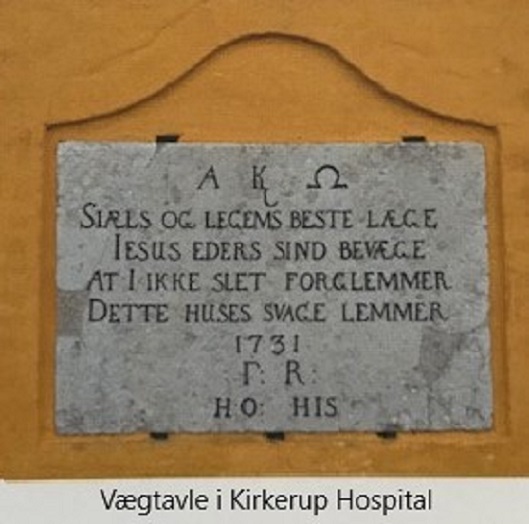 A K Ω
SIÆLS OG LEGEMS BESTE LÆGE
IESUS EDERS SIND BEVÆGE
AT I IKKE SLET FORGLEMMER
DETTE HUSES SVAGE LEMMER
1731
Γ: R:
HO: HIS
Vægtavle i Kirkerup Hospital